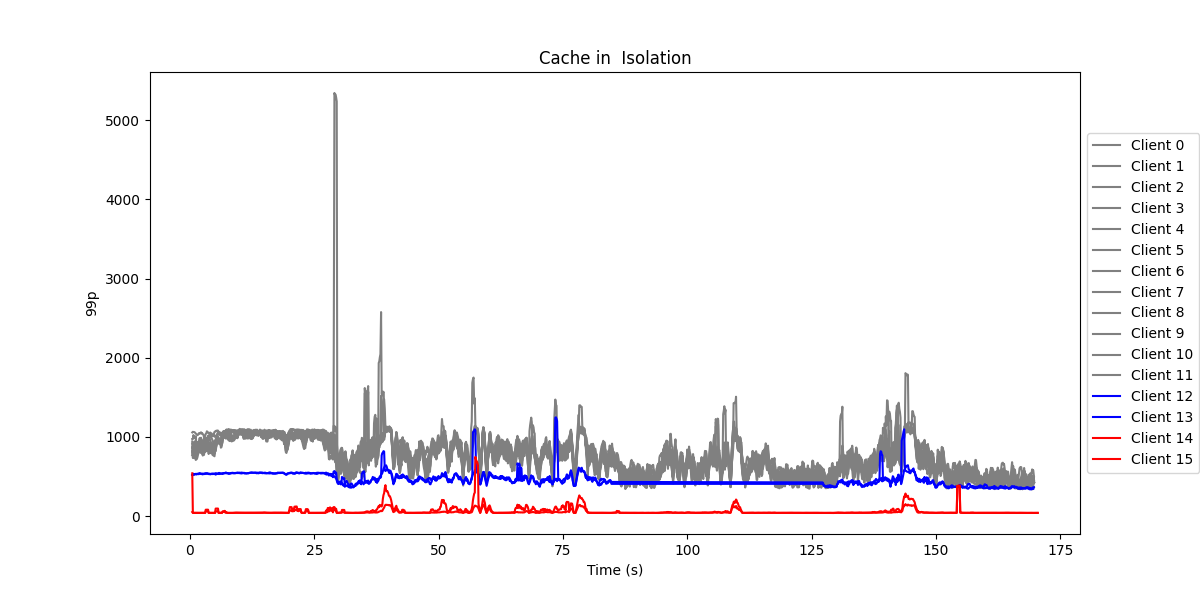 Cache in  Isolation
99p
5000
4000
3000
2000
1000
0
0
25
50
75
100
125
150
175
Time (s)
Client 0
Client 1
Client 2
Client 3
Client 4
Client 5
Client 6
Client 7
Client 8
Client 9
Client 10
Client 11
Client 12
Client 13
Client 14
Client 15